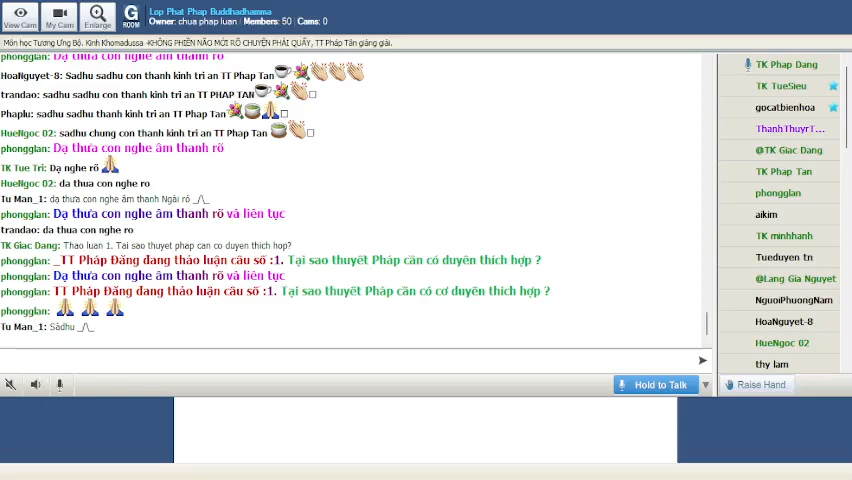 Lop Phat Phap Buddhadhamma
Owner: chua phap luan Members: 50 Cams: 0
View Cam
My Cam
Enlarge
G
ROOM
Môn học Tương Ưng Bộ. Kinh Khomadussa -KHÔNG PHIỀN NÃO MỚI RÕ CHUYỆN PHẢI QUẤY, TT Pháp Tân giảng giải.
phongglan: Dạ thưa con nghe âm thanh rõ
HoaNguyet-8: Sadhu sadhu con thanh kinh tri an TT Phap Tan
trandao: sadhu sadhu con thanh kinh tri an TT PHAP TAN
Phaplu: sadhu sadhu thanh kinh tri an TT Phap Tan
HueNgoc 02: sadhu chung con thanh kinh tri an TT Phap Tan
phongglan: Dạ thưa con nghe âm thanh rõ
TK Tue Tri: Dạ nghe rõ
HueNgoc 02: da thua con nghe ro
Tu Man_1: dạ thưa con nghe âm thanh Ngài rõ _/\_
phongglan: Dạ thưa con nghe âm thanh rõ và liên tục
trandao: da thua con nghe ro
TK Giac Dang: Thao luan 1. Tai sao thuyet phap can co duyen thich hop?
phongglan: _TT Pháp Đăng đang thảo luận câu số :1. Tại sao thuyết Pháp cần có duyên thích hợp ?
phongglan: Dạ thưa con nghe âm thanh rõ và liên tục
phongglan: TT Pháp Đăng đang thảo luận câu số :1. Tại sao thuyết Pháp cần có cơ duyên thích hợp ?
phongglan:
Tu Man_1: Sādhu _/\_
TK Phap Dang
TK TueSieu
gocatbienhoa
ThanhThuyrT...
@TK Giac Dang
TK Phap Tan
phongglan
aikim
TK minhhanh
Tueduyen tn
@Lang Gia Nguyet
NguoiPhuongNam
HoaNguyet-8
HueNgoc 02
thy lam
Hold to Talk
Raise Hand